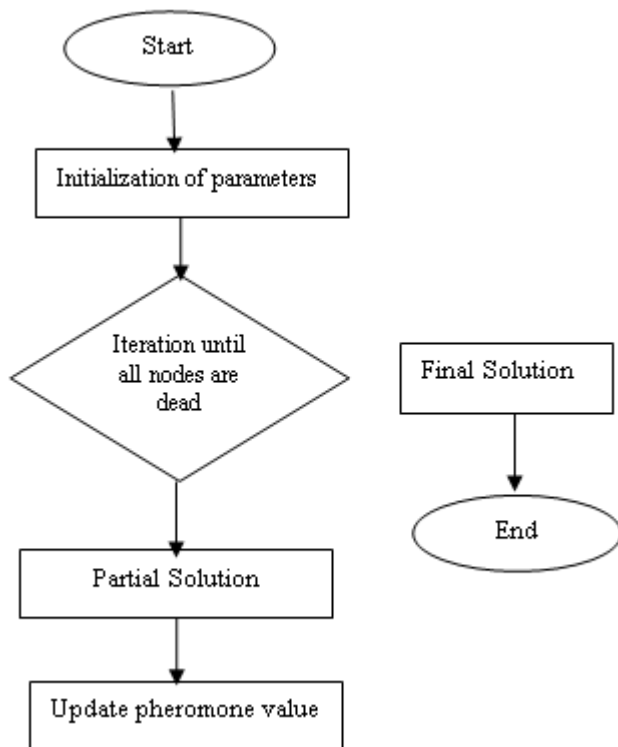 Start
Initialization of parameters
Iteration until
all nodes are
dead
Final Solution
End
Partial Solution
Update pheromone value